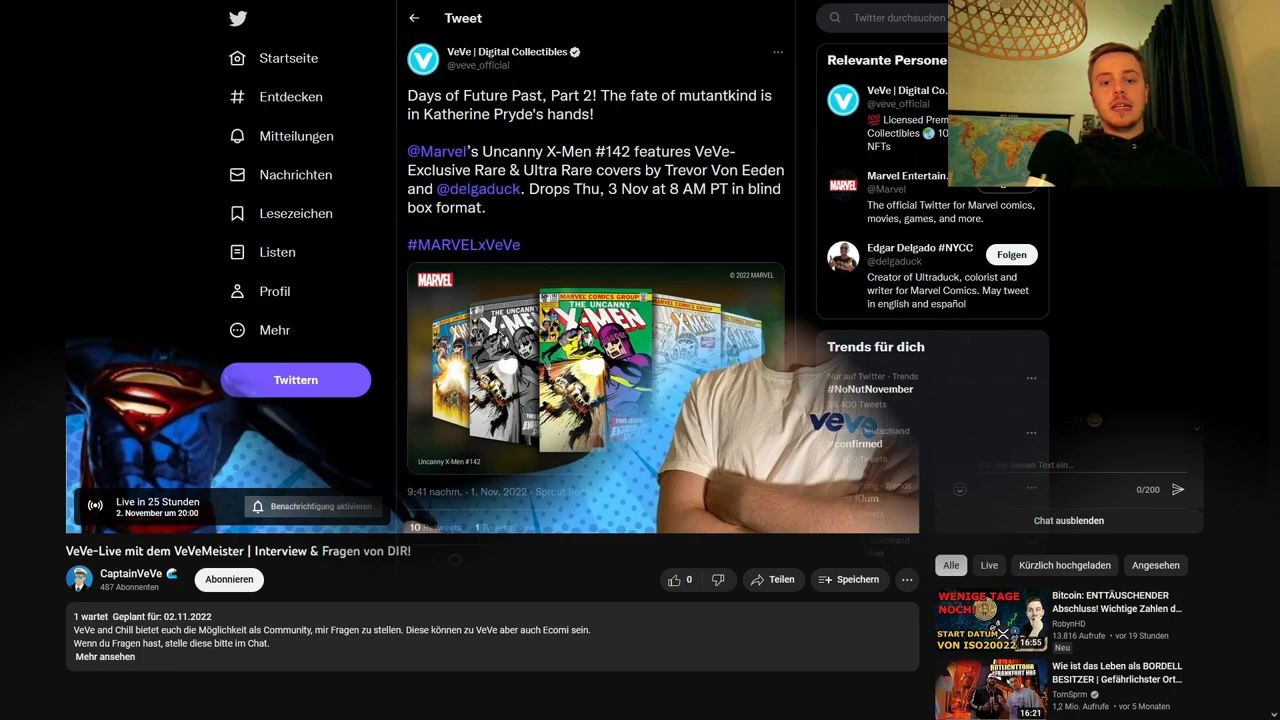 Tweet
Twitter durchsuchen
Startseite
Entdecken
Mitteilungen
Nachrichten
Lesezeichen
Listen
Profil
Mehr
Twittern
VeVe | Digital Collectibles
@veve_official
Days of Future Past, Part 2! The fate of mutantkind is
in Katherine Pryde's hands!
@Marvel's Uncanny X-Men #142 features VeVe-
Exclusive Rare & Ultra Rare covers by Trevor Von Eeden
and @delgaduck. Drops Thu, 3 Nov at 8 AM PT in blind
box format.
#MARVELxVeVe
MARVEL
© 2022 MARVEL
MARVEL COMICS GROUP
THE UNCANNY
X-MEN
Uncanny X-Men #142
9:41 nachm. · 1. Nov. 2022
10 Retweets
Relevante Persone
VeVe | Digital Co.
@veve_official
💯 Licensed Prem
Collectibles 🌏 10
NFTs
MARVEL
Marvel Entertain.
@Marvel
The official Twitter for Marvel comics,
movies, games, and more.
Edgar Delgado #NYCC
@delgaduck
Folgen
Creator of Ultraduck, colorist and
writer for Marvel Comics. May tweet
in english and español
Trends für dich
Nur auf Twitter · Trends
#NoNutNovember
veve
#confirmed
Live in 25 Stunden
2. November um 20:00
Benachrichtigung aktivieren
0/200
Chat ausblenden
VeVe-Live mit dem VeVeMeister | Interview & Fragen von DIR!
CaptainVeVe
487 Abonnenten
Abonnieren
0
Teilen
Speichern
1 wartet Geplant für: 02.11.2022
VeVe and Chill bietet euch die Möglichkeit als Community, mir Fragen zu stellen. Diese können zu VeVe aber auch Ecomi sein.
Wenn du Fragen hast, stelle diese bitte im Chat.
Mehr ansehen
Alle
Live
Kürzlich hochgeladen
Angesehen
WENIGE TAGE
NOCH!
START DATUM
VON ISO20022
16:55
Bitcoin: ENTTÄUSCHENDER
Abschluss! Wichtige Zahlen d...
RobynHD
13.816 Aufrufe · vor 19 Stunden
Neu
ROTLICHTTOUR
FRANKFURT HBF
16:21
Wie ist das Leben als BORDELL
BESITZER | Gefährlichster Ort...
TomSprm
1,2 Mio. Aufrufe · vor 5 Monaten